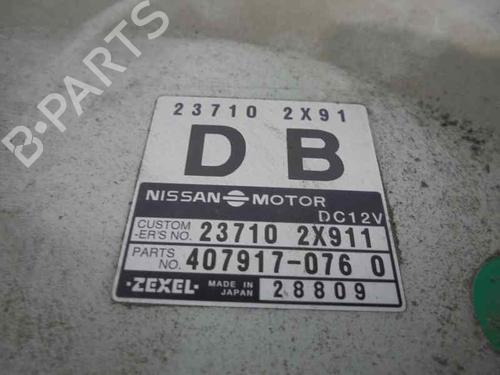 B-PARTS
23710 2X91
D B
NISSAN MOTOR
DC12V
CUSTOM -ER'S NO. 23710 2X911
PARTS NO. 407917-076 0
·ZEXEL· MADE IN JAPAN 28809